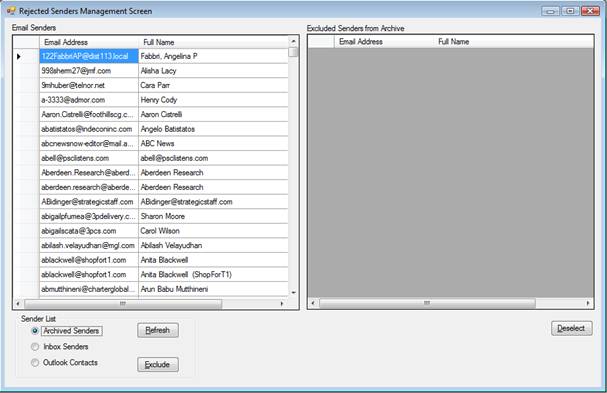 Rejected Senders Management Screen
Email Senders
Email Address Full Name
122FabbriAP@dist113.local Fabbri, Angelina P
998sherm27@jmf.com Alisha Lacy
9mhuber@telnor.net Cara Parr
a-3333@admor.com Henry Cody
Aaron.Cistrelli@foothillscg.c... Aaron Cistrelli
abatistatos@indeconinc.com Angelo Batistatos
abcnewsnow-editor@mail.a... ABC News
abell@psclistens.com abell@psclistens.com
Aberdeen.Research@aberd... Aberdeen Research
Aberdeen.research@aberde... Aberdeen Research
ABidinger@strategicstaff.com ABidinger@strategicstaff.com
abigailpfumea@3pdelivery.c... Sharon Moore
abigailscata@3pcs.com Carol Wilson
abilash.velayudhan@mgl.com Abilash Velayudhan
ablackwell@shopfort1.com Anita Blackwell
ablackwell@shopfort1.com Anita Blackwell (ShopForT1)
abmutthineni@charterglobal... Arun Babu Mutthineni
Excluded Senders from Archive
Email Address Full Name
Sender List
Archived Senders Refresh
Inbox Senders
Outlook Contacts Exclude
Deselect